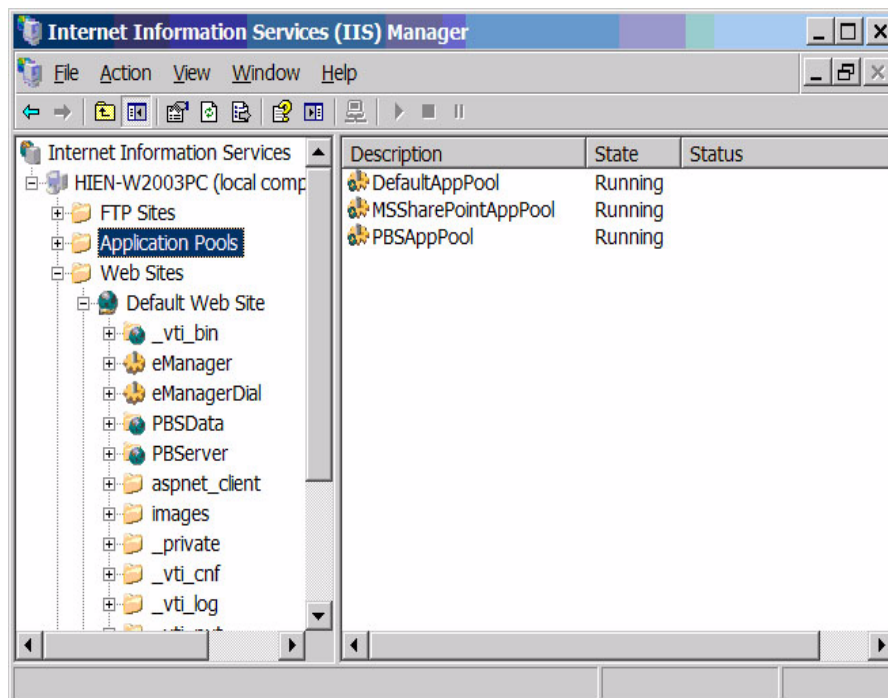 Internet Information Services (IIS) Manager
File Action View Window Help
Internet Information Services
HIEN-W2003PC (local comp
FTP Sites
Application Pools
Web Sites
Default Web Site
_vti_bin
eManager
eManagerDial
PBSData
PBServer
aspnet_client
images
_private
_vti_cnf
_vti_log
Description State Status
DefaultAppPool Running
MSSharePointAppPool Running
PBSAppPool Running